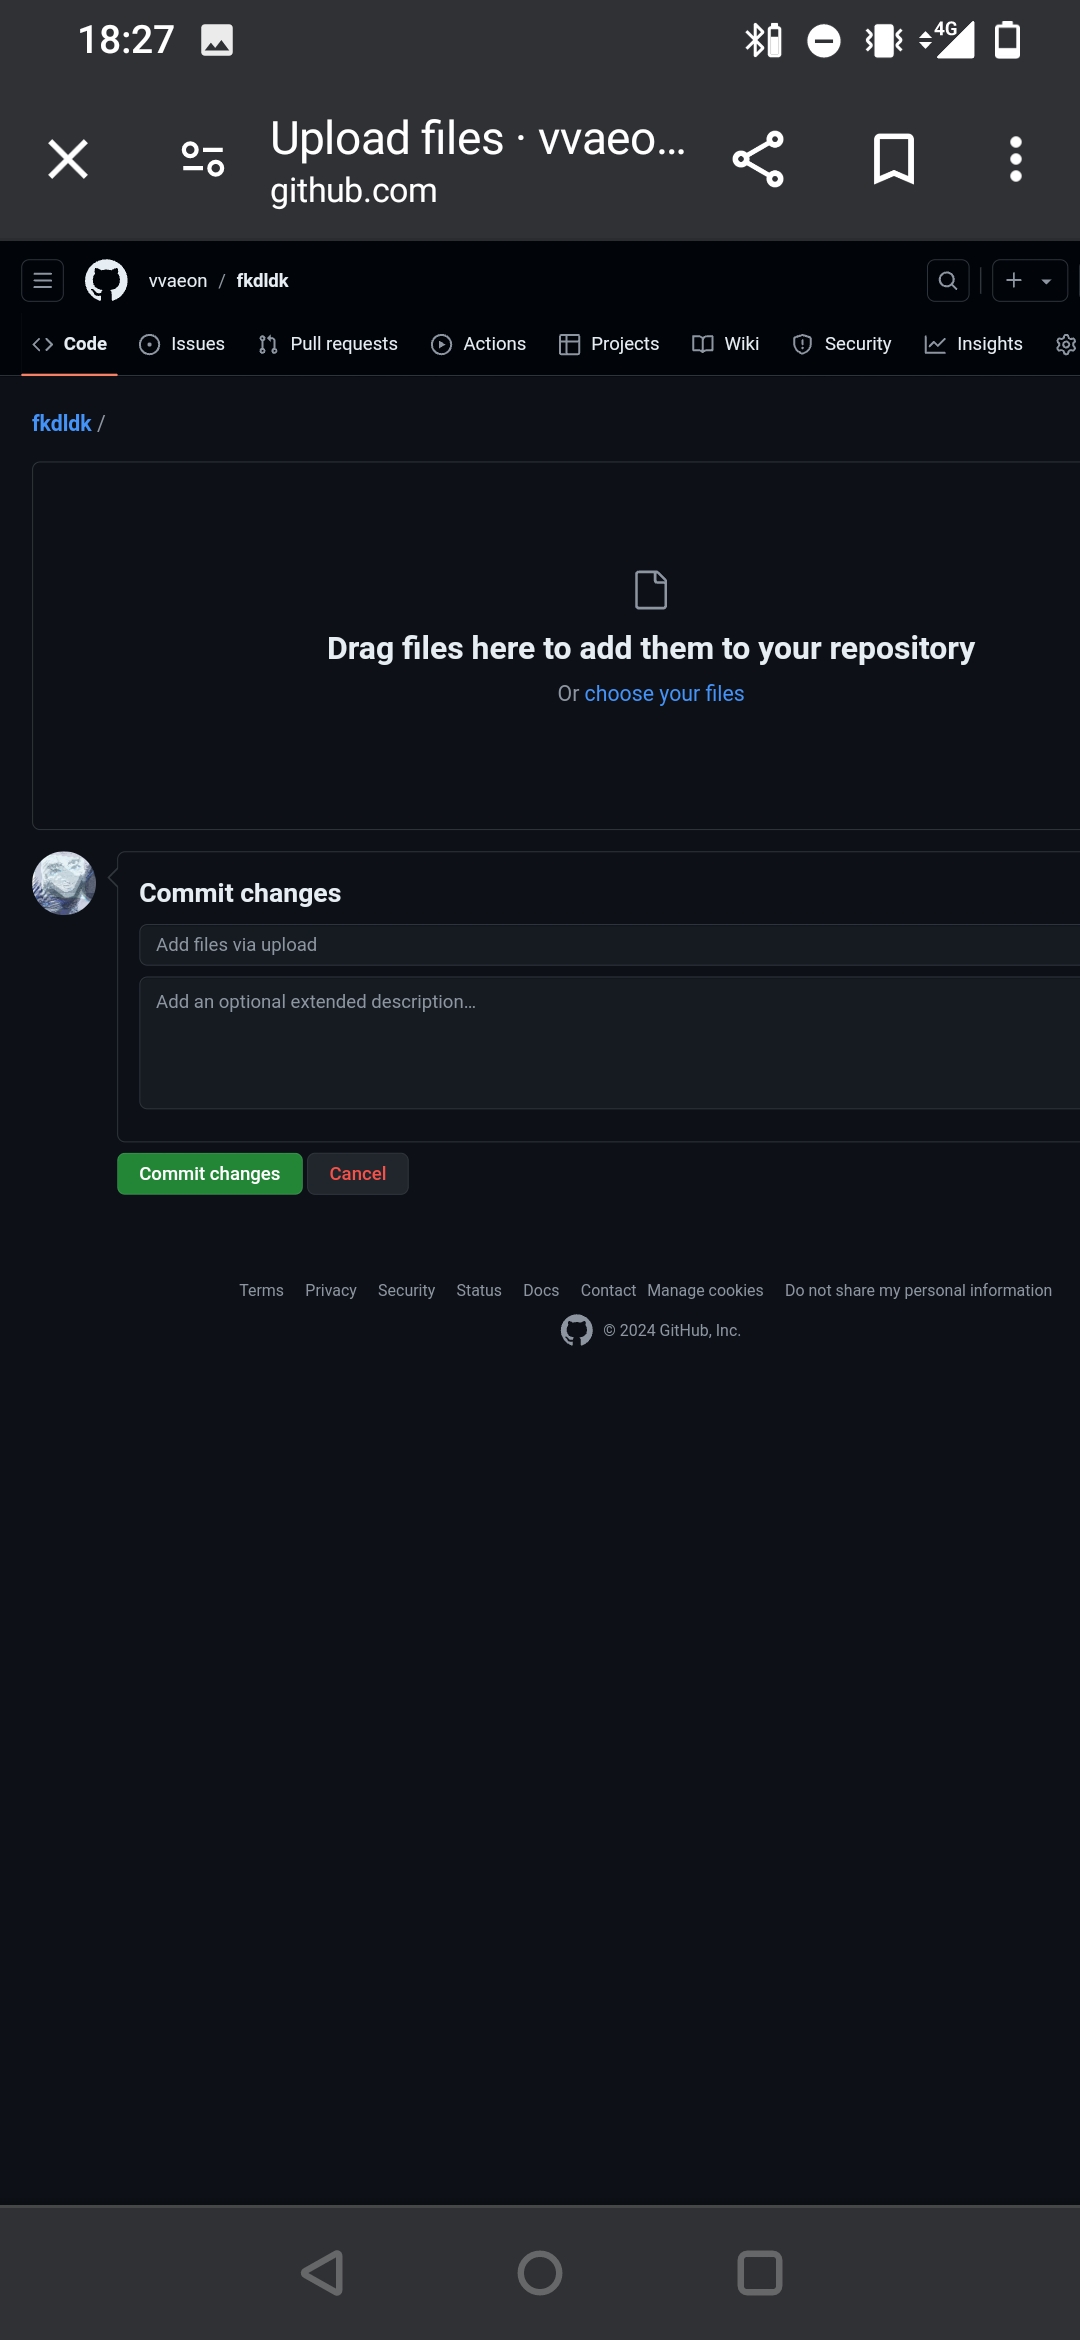 18:27
4G
Upload files · vvaeo...
github.com
vvaeon / fkdldk
Code Issues Pull requests Actions Projects Wiki Security Insights
fkdldk /
Drag files here to add them to your repository
Or choose your files
Commit changes
Add files via upload
Add an optional extended description…
Commit changes Cancel
Terms Privacy Security Status Docs Contact Manage cookies Do not share my personal information
© 2024 GitHub, Inc.